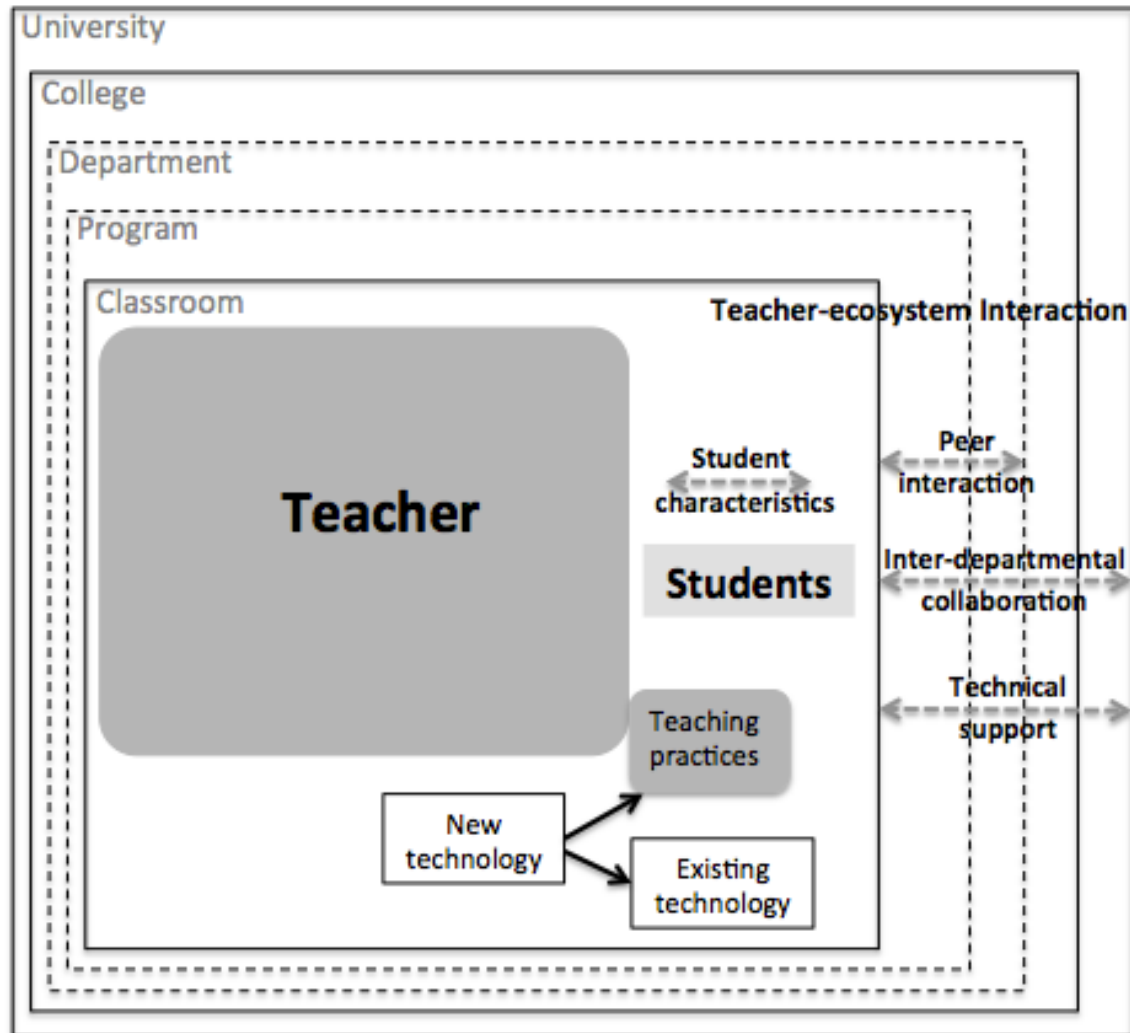 University
College
Department
Program
Classroom
Teacher-ecosystem Interaction
Teacher
Student
characteristics
Peer
interaction
Students
Inter-departmental
collaboration
Teaching
practices
Technical
support
New
technology
Existing
technology